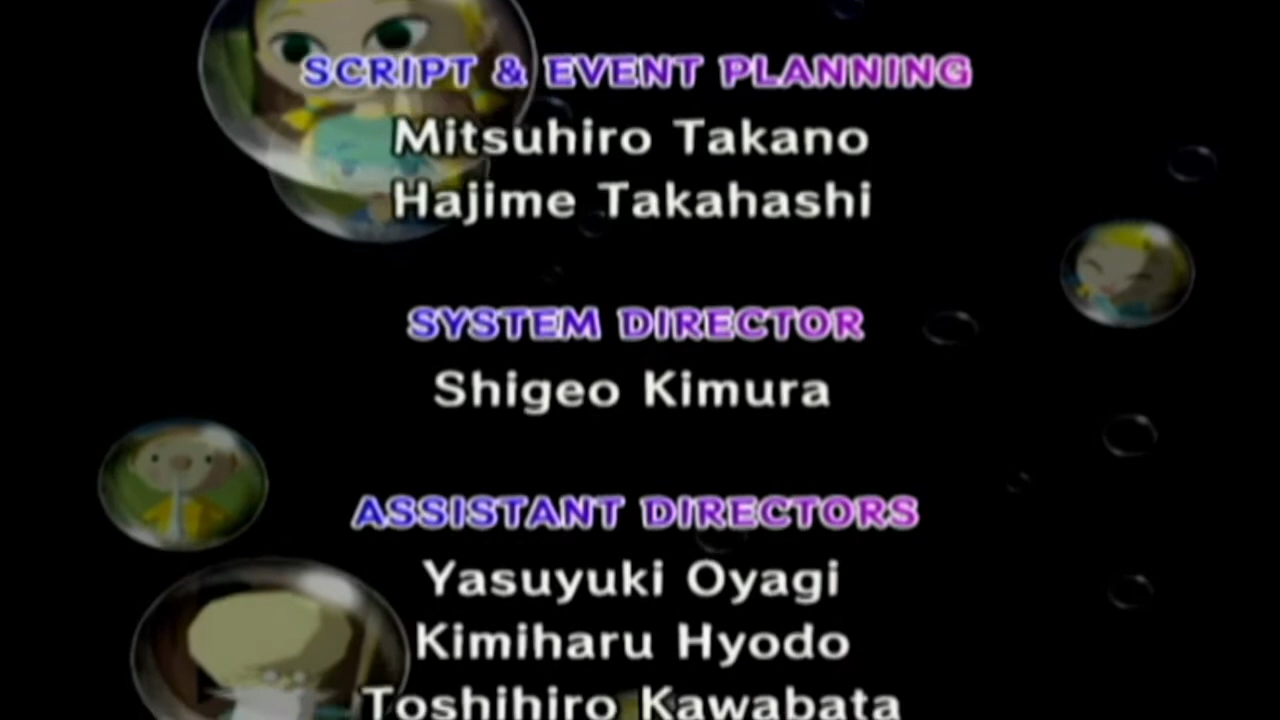 SCRIPT & EVENT PLANNING
Mitsuhiro Takano
Hajime Takahashi
SYSTEM DIRECTOR
Shigeo Kimura
ASSISTANT DIRECTORS
Yasuyuki Oyagi
Kimiharu Hyodo
Toshihiro Kawabata